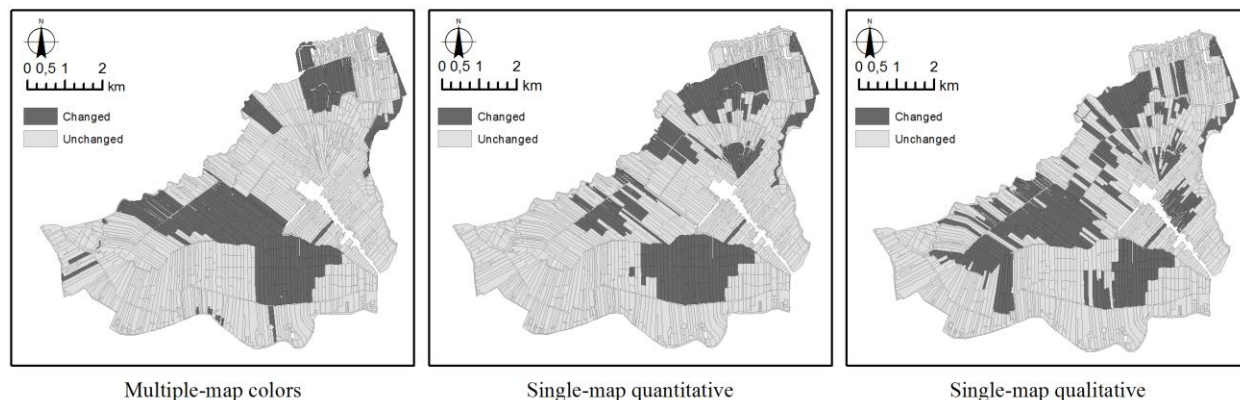 N
0 0,5 1 2
km
Changed
Unchanged
N
0 0,5 1 2
km
Changed
Unchanged
N
0 0,5 1 2
km
Changed
Unchanged
Multiple-map colors
Single-map quantitative
Single-map qualitative